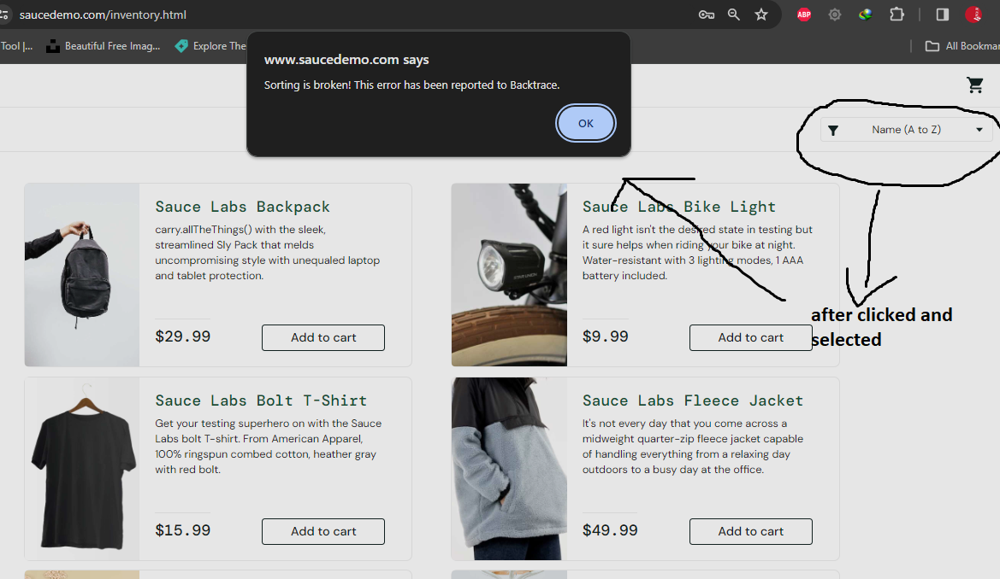 saucedemo.com/inventory.html
ABP
Tool |...
Beautiful Free Imag...
Explore The
All Bookmar
www.saucedemo.com says
Sorting is broken! This error has been reported to Backtrace.
OK
Name (A to Z)
Sauce Labs Backpack
carry.allTheThings() with the sleek,
streamlined Sly Pack that melds
uncompromising style with unequaled laptop
and tablet protection.
$29.99
Add to cart
Sauce Labs Bike Light
A red light isn't the desired state in testing but
it sure helps when riding your bike at night.
Water-resistant with 3 lighting modes, 1 AAA
battery included.
$9.99
Add to cart
after clicked and
selected
Sauce Labs Bolt T-Shirt
Get your testing superhero on with the Sauce
Labs bolt T-shirt. From American Apparel,
100% ringspun combed cotton, heather gray
with red bolt.
$15.99
Add to cart
Sauce Labs Fleece Jacket
It's not every day that you come across a
midweight quarter-zip fleece jacket capable
of handling everything from a relaxing day
outdoors to a busy day at the office.
$49.99
Add to cart